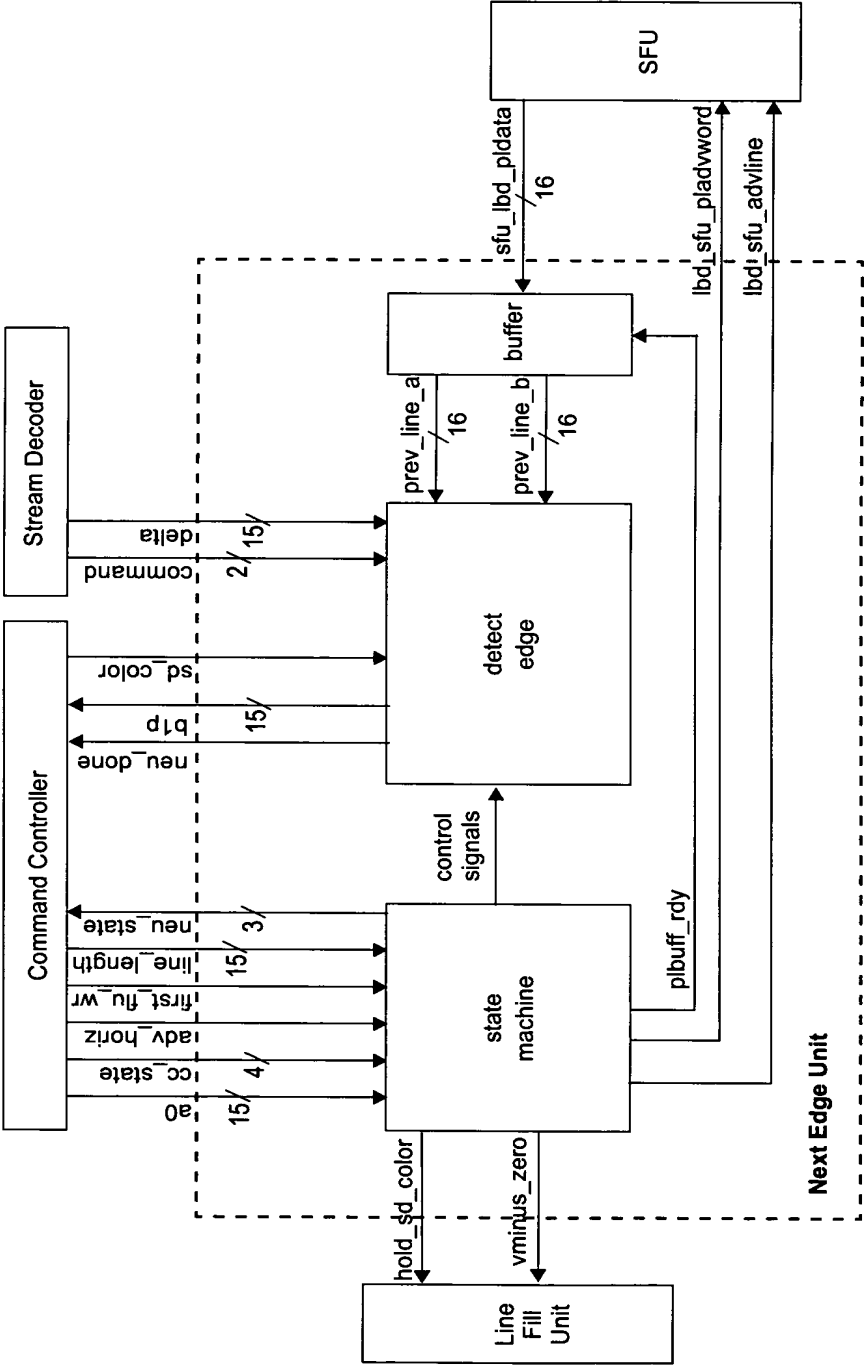 Command Controller
Stream Decoder
a0
15
cc_state
4
adv_horiz
first_flu_wr
line_length
15
neu_state
3
neu_done
b1p
15
sd_color
command
2
delta
15
hold_sd_color
vminus_zero
Line
Fill
Unit
state
machine
control
signals
detect
edge
prev_line_a
16
prev_line_b
16
buffer
sfu_lbd_pldata
16
SFU
plbuff_rdy
lbd_sfu_pladvword
lbd_sfu_advline
Next Edge Unit